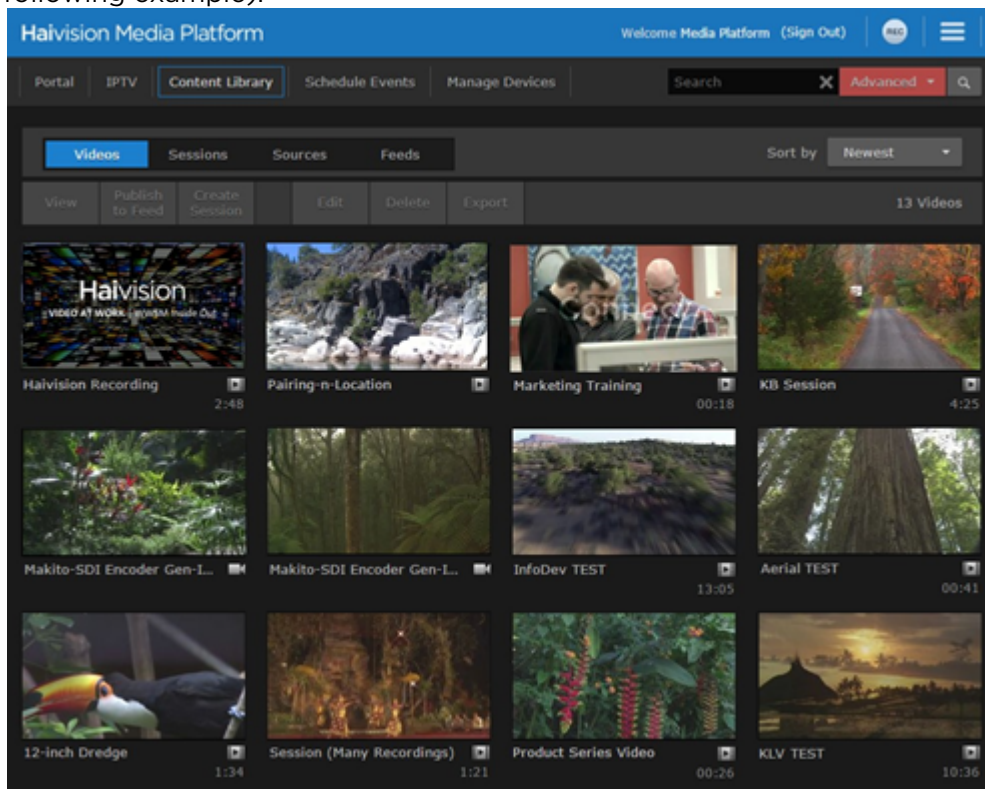 following example).
Haivision Media Platform Welcome Media Platform (Sign Out) REC
Portal IPTV Content Library Schedule Events Manage Devices Search Advanced
Videos Sessions Sources Feeds Sort by Newest
View Publish to Feed Create Session Edit Delete Export 13 Videos
Haivision
VIDEO AT WORK - WWSM Inside Out
Connec
Haivision Recording Pairing-n-Location Marketing Training KB Session
2:48 00:18 4:25
Makito-SDI Encoder Gen-I... Makito-SDI Encoder Gen-I... InfoDev TEST Aerial TEST
13:05 00:41
12-inch Dredge Session (Many Recordings) Product Series Video KLV TEST
1:34 1:21 00:26 10:36